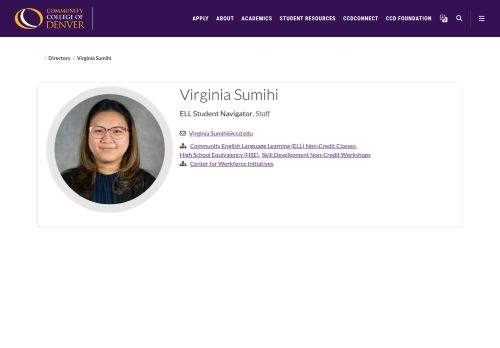 COMMUNITY
COLLEGE OF
DENVER
APPLY ABOUT ACADEMICS STUDENT RESOURCES CCDCONNECT CCD FOUNDATION
/ Directory / Virginia Sumihi
Virginia Sumihi
ELL Student Navigator, Staff
Virginia.Sumihi@ccd.edu
Community English Language Learning (ELL) Non-Credit Classes,
High School Equivalency (HSE), Skill Development Non-Credit Workshops
Center for Workforce Initiatives